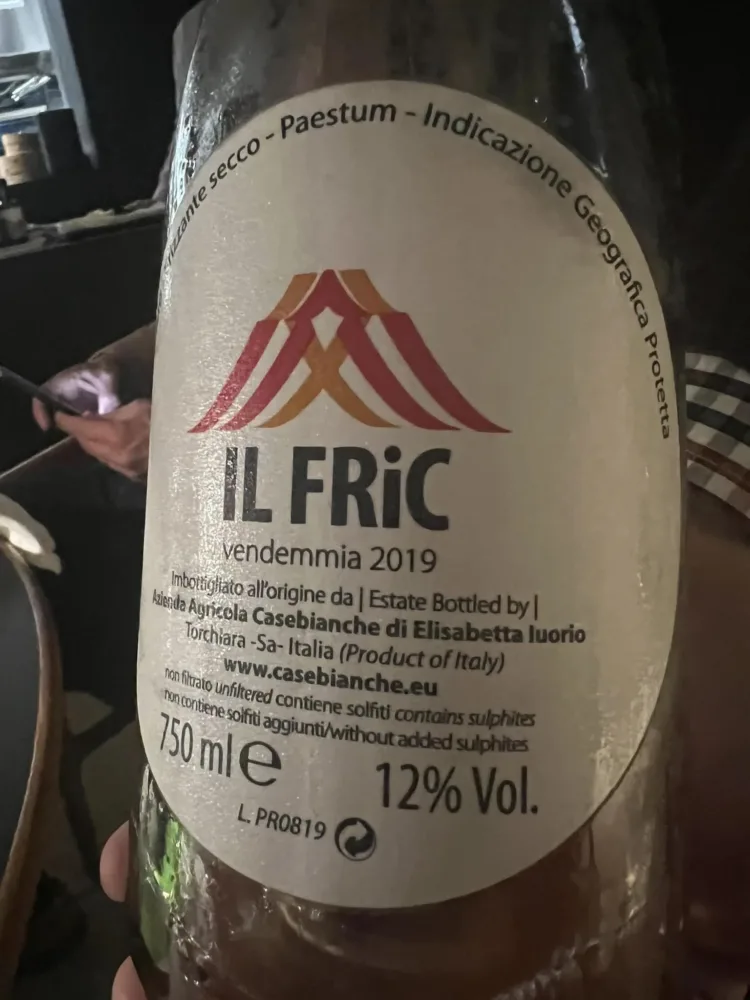 secco - Paestum - Indicazione Geografica Protetta
IL FRiC
vendemmia 2019
Imbottigliato all'origine da | Estate Bottled by |
Azienda Agricola Casebianche di Elisabetta Iuorio
Torchiara -Sa- Italia (Product of Italy)
www.casebianche.eu
non filtrato unfiltered contiene solfiti contains sulphites
non contiene solfiti aggiunti/without added sulphites
750 ml e
12% Vol.
L. PR0819